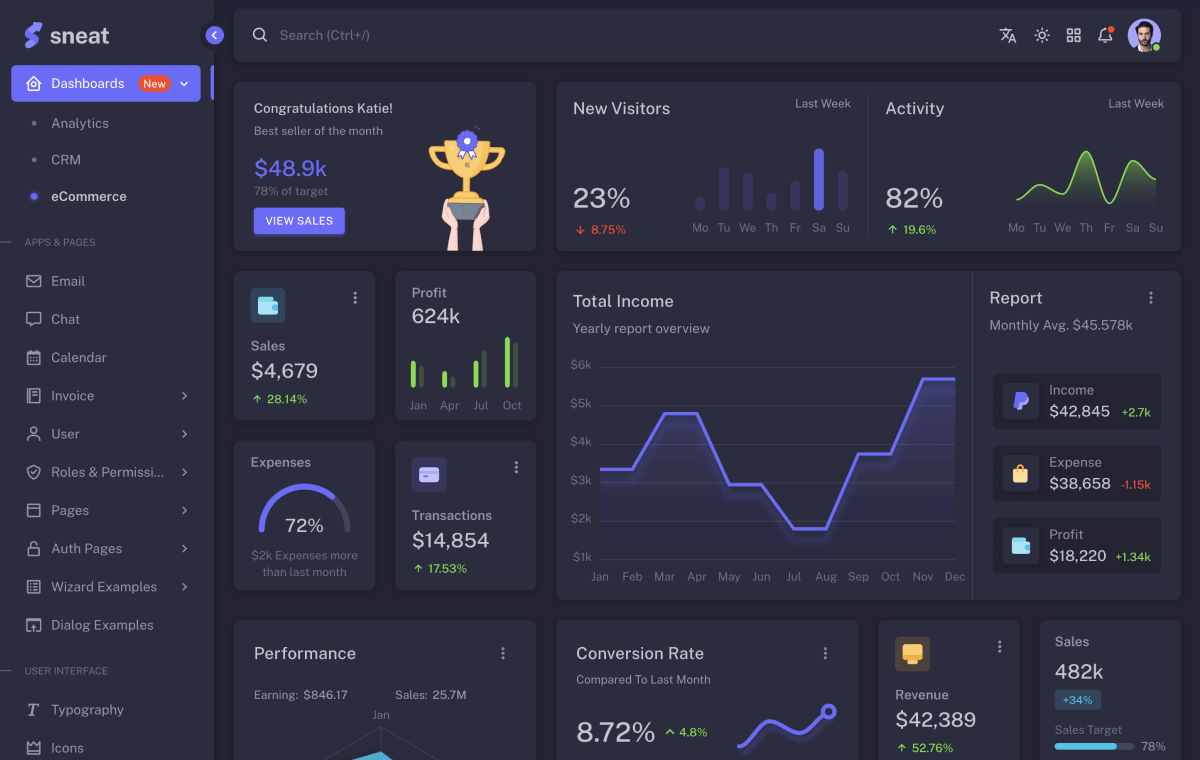 sneat
Dashboards New
Analytics
CRM
eCommerce
APPS & PAGES
Email
Chat
Calendar
Invoice
User
Roles & Permissi...
Pages
Auth Pages
Wizard Examples
Dialog Examples
USER INTERFACE
Typography
Icons
Search (Ctrl+/)
Congratulations Katie!
Best seller of the month
$48.9k
78% of target
VIEW SALES
New Visitors
Last Week
23%
8.75%
Mo Tu We Th Fr Sa Su
Activity
Last Week
82%
19.6%
Mo Tu We Th Fr Sa Su
Sales
$4,679
28.14%
Profit
624k
Jan Apr Jul Oct
Expenses
72%
$2k Expenses more
than last month
Transactions
$14,854
17.53%
Total Income
Yearly report overview
$6k
$5k
$4k
$3k
$2k
$1k
Jan Feb Mar Apr May Jun Jul Aug Sep Oct Nov Dec
Report
Monthly Avg. $45.578k
Income
$42,845 +2.7k
Expense
$38,658 -1.15k
Profit
$18,220 +1.34k
Performance
Earning: $846.17 Sales: 25.7M
Jan
Conversion Rate
Compared To Last Month
8.72% 4.8%
Revenue
$42,389
52.76%
Sales
482k
+34%
Sales Target
78%